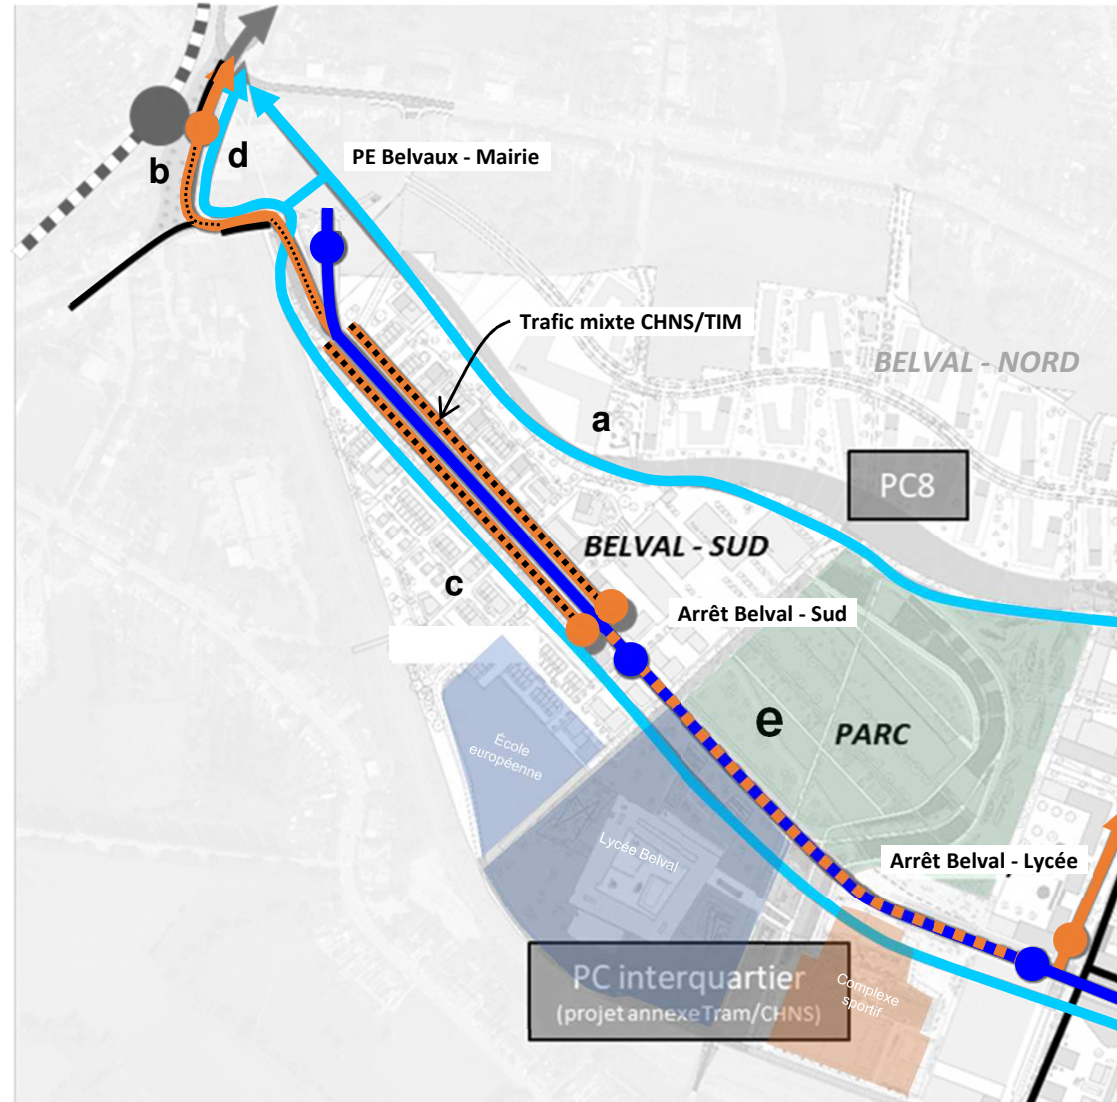 b
d
PE Belvaux - Mairie
Trafic mixte CHNS/TIM
BELVAL - NORD
a
PC8
BELVAL - SUD
c
Arrêt Belval - Sud
e
PARC
École
européenne
Lycée Belval
Arrêt Belval - Lycée
PC interquartier
(projet annexe Tram/CHNS)
Complexe
sportif